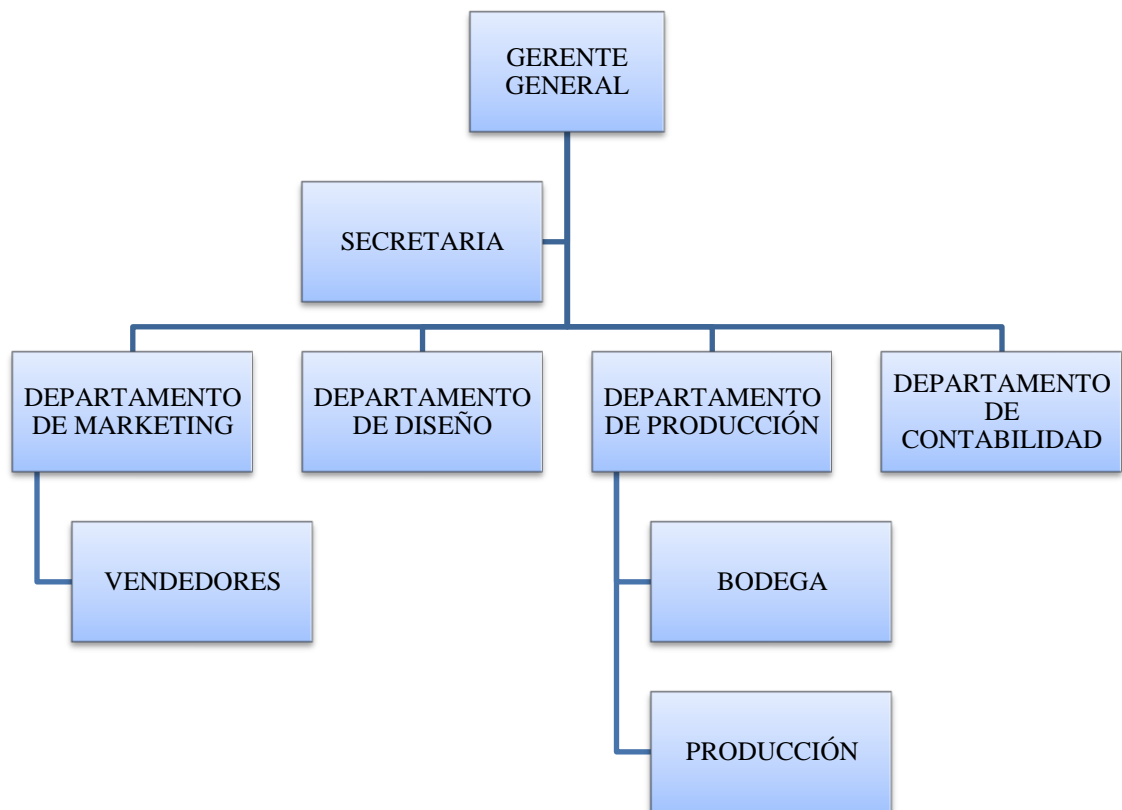 GERENTE
GENERAL
SECRETARIA
DEPARTAMENTO
DE MARKETING
DEPARTAMENTO
DE DISEÑO
DEPARTAMENTO
DE PRODUCCIÓN
DEPARTAMENTO
DE
CONTABILIDAD
VENDEDORES
BODEGA
PRODUCCIÓN